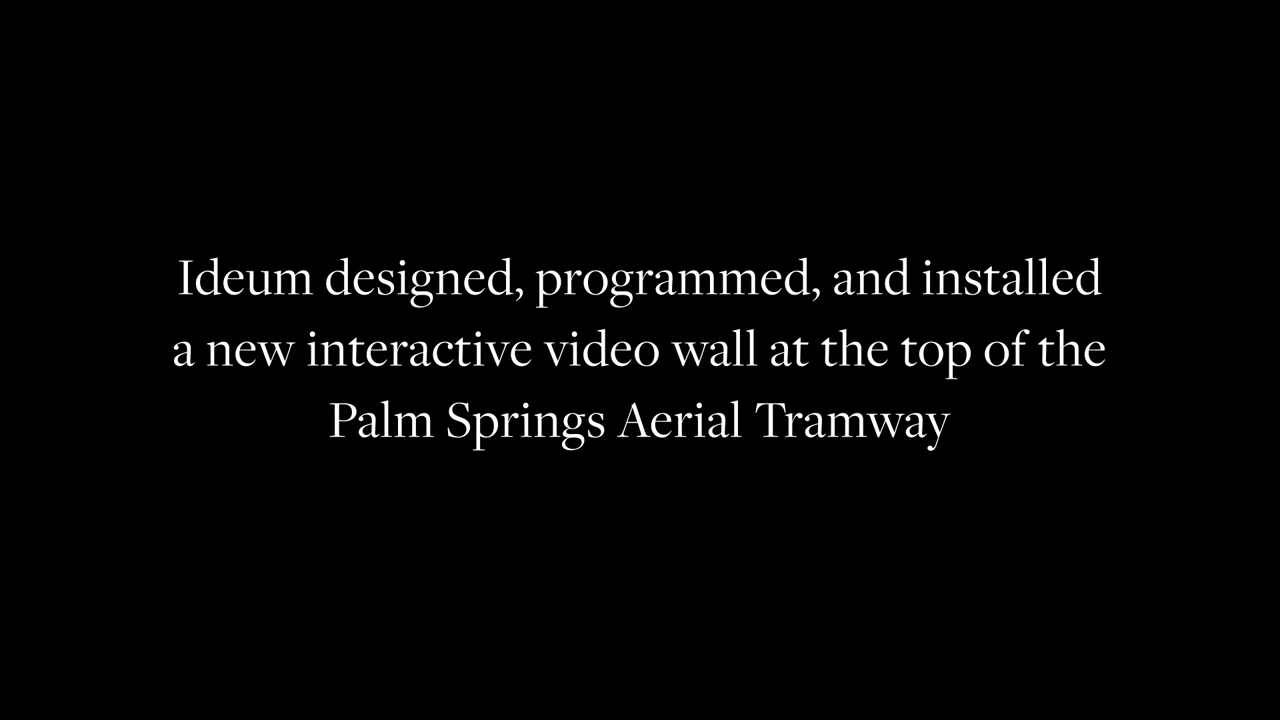 Ideum designed, programmed, and installed
a new interactive video wall at the top of the
Palm Springs Aerial Tramway